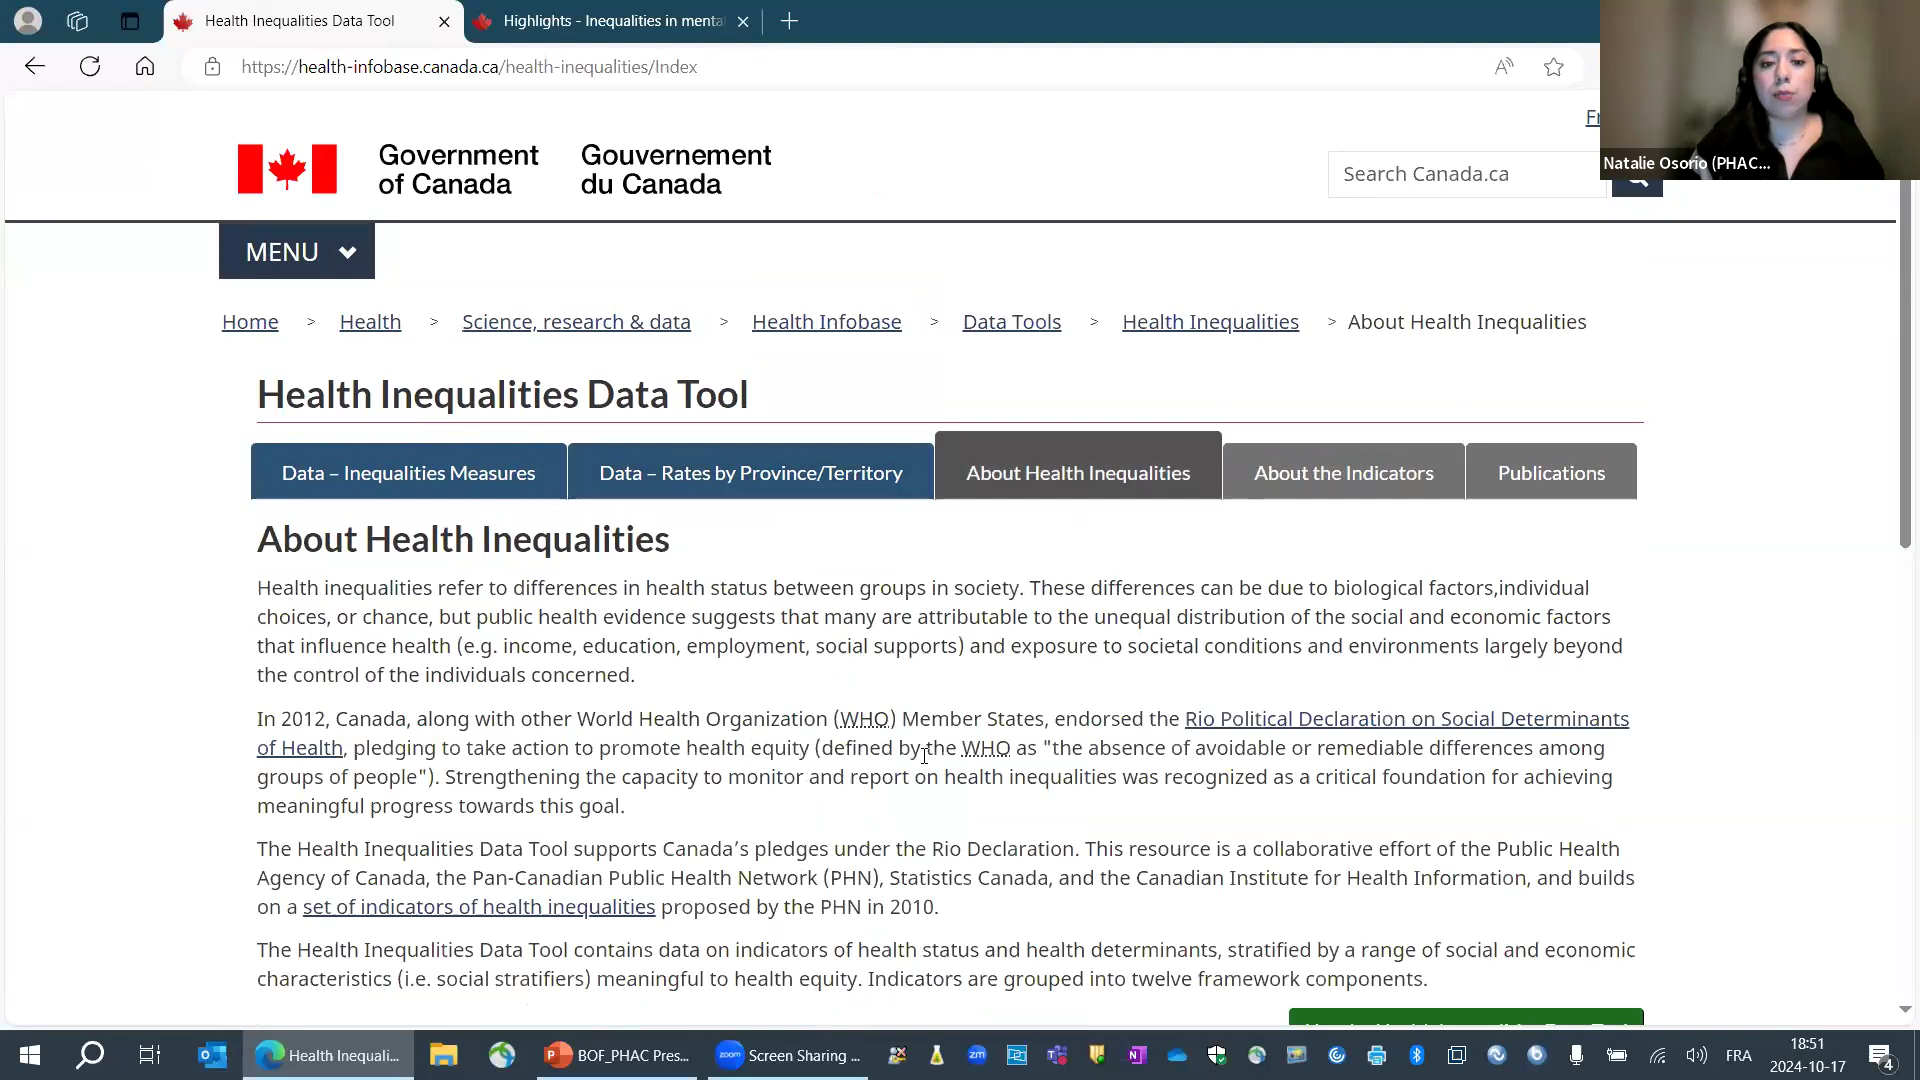 Health Inequalities Data Tool
Highlights - Inequalities in menta
https://health-infobase.canada.ca/health-inequalities/Index
Fr
Natalie Osorio (PHAC...
Government of Canada
Gouvernement du Canada
Search Canada.ca
MENU
Home > Health > Science, research & data > Health Infobase > Data Tools > Health Inequalities > About Health Inequalities
Health Inequalities Data Tool
Data – Inequalities Measures
Data – Rates by Province/Territory
About Health Inequalities
About the Indicators
Publications
About Health Inequalities
Health inequalities refer to differences in health status between groups in society. These differences can be due to biological factors,individual
choices, or chance, but public health evidence suggests that many are attributable to the unequal distribution of the social and economic factors
that influence health (e.g. income, education, employment, social supports) and exposure to societal conditions and environments largely beyond
the control of the individuals concerned.
In 2012, Canada, along with other World Health Organization (WHO) Member States, endorsed the Rio Political Declaration on Social Determinants
of Health, pledging to take action to promote health equity (defined by the WHO as "the absence of avoidable or remediable differences among
groups of people"). Strengthening the capacity to monitor and report on health inequalities was recognized as a critical foundation for achieving
meaningful progress towards this goal.
The Health Inequalities Data Tool supports Canada’s pledges under the Rio Declaration. This resource is a collaborative effort of the Public Health
Agency of Canada, the Pan-Canadian Public Health Network (PHN), Statistics Canada, and the Canadian Institute for Health Information, and builds
on a set of indicators of health inequalities proposed by the PHN in 2010.
The Health Inequalities Data Tool contains data on indicators of health status and health determinants, stratified by a range of social and economic
characteristics (i.e. social stratifiers) meaningful to health equity. Indicators are grouped into twelve framework components.
Health Inequali...
BOF_PHAC Pres...
zoom
Screen Sharing ...
zm
FRA
18:51
2024-10-17
4